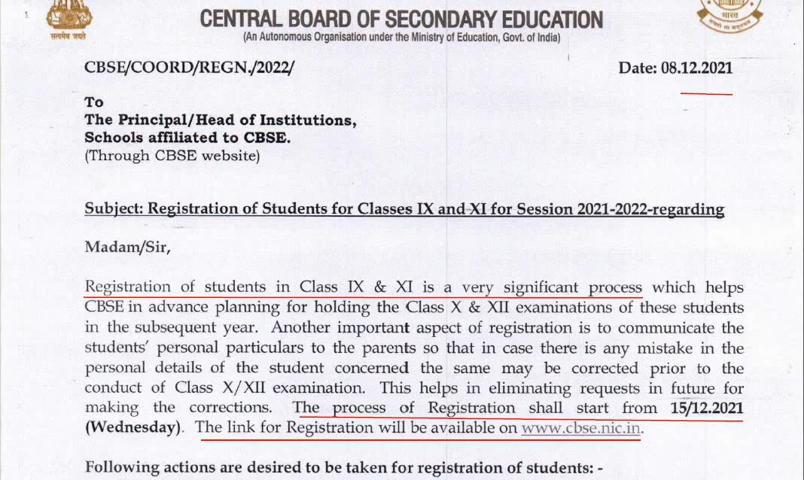 CENTRAL BOARD OF SECONDARY EDUCATION
(An Autonomous Organisation under the Ministry of Education, Govt. of India)
सत्यमेव जयते
भारत
CBSE/COORD/REGN./2022/ Date: 08.12.2021
To
The Principal/Head of Institutions,
Schools affiliated to CBSE.
(Through CBSE website)
Subject: Registration of Students for Classes IX and XI for Session 2021-2022-regarding
Madam/Sir,
Registration of students in Class IX & XI is a very significant process which helps
CBSE in advance planning for holding the Class X & XII examinations of these students
in the subsequent year. Another important aspect of registration is to communicate the
students' personal particulars to the parents so that in case there is any mistake in the
personal details of the student concerned the same may be corrected prior to the
conduct of Class X/XII examination. This helps in eliminating requests in future for
making the corrections. The process of Registration shall start from 15/12.2021
(Wednesday). The link for Registration will be available on www.cbse.nic.in.
Following actions are desired to be taken for registration of students: -